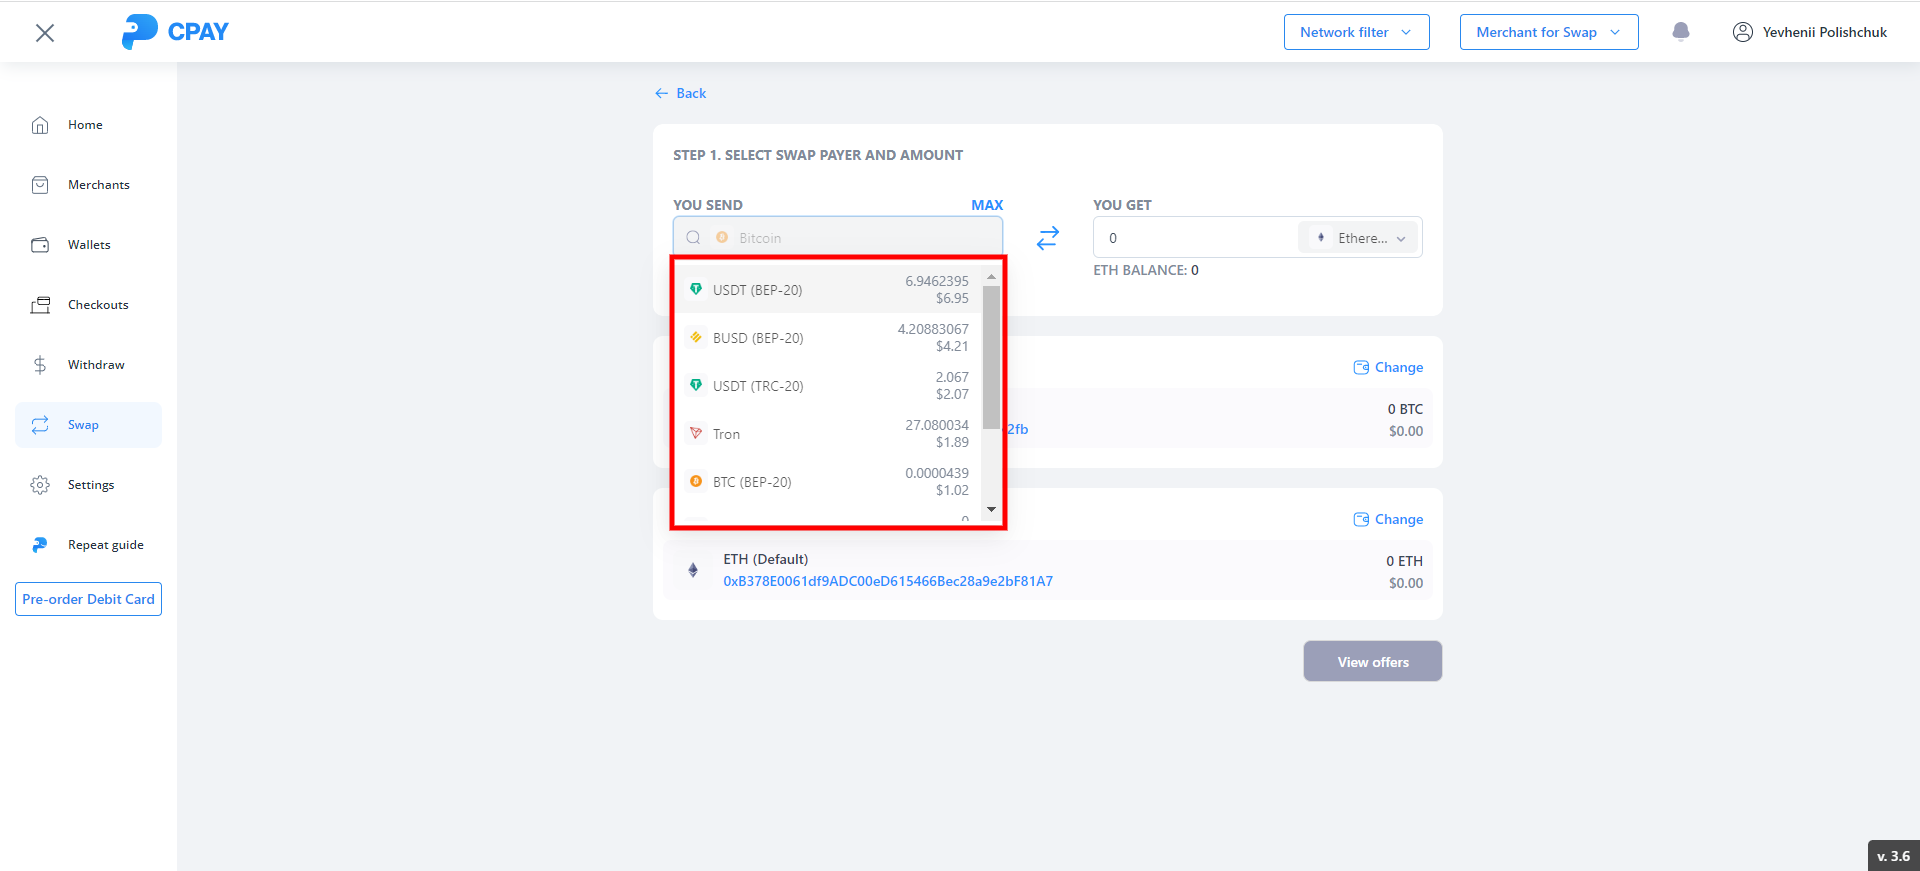 CPAY
Network filter
Merchant for Swap
Yevhenii Polishchuk
Home
Merchants
Wallets
Checkouts
Withdraw
Swap
Settings
Repeat guide
Pre-order Debit Card
Back
STEP 1. SELECT SWAP PAYER AND AMOUNT
YOU SEND MAX
Bitcoin
YOU GET
0 Ethere...
ETH BALANCE: 0
USDT (BEP-20) 6.9462395
$6.95
BUSD (BEP-20) 4.20883067
$4.21
USDT (TRC-20) 2.067
$2.07
Tron 27.080034
$1.89
BTC (BEP-20) 0.0000439
$1.02
0
Change
2fb
0 BTC
$0.00
Change
ETH (Default)
0xB378E0061df9ADC00eD615466Bec28a9e2bF81A7
0 ETH
$0.00
View offers
v. 3.6